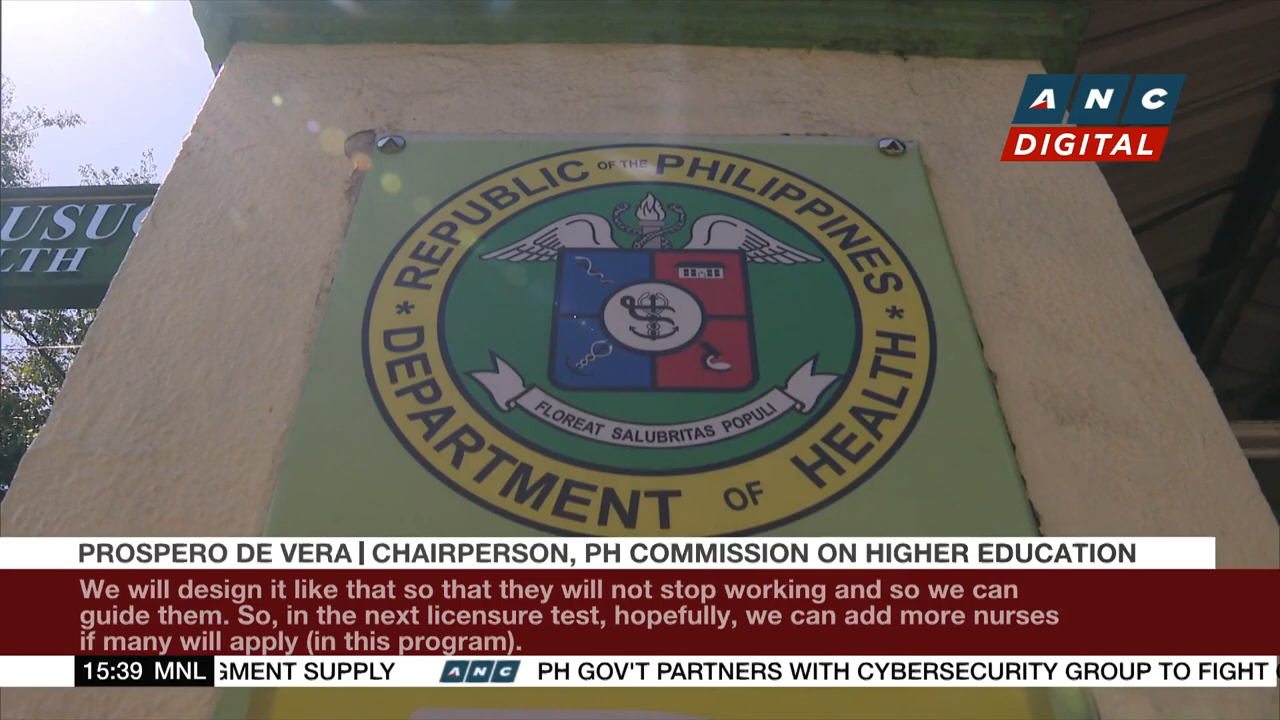 ANC
DIGITAL
REPUBLIC OF THE PHILIPPINES
* DEPARTMENT OF HEALTH *
FLOREAT SALUBRITAS POPULI
PROSPERO DE VERA | CHAIRPERSON, PH COMMISSION ON HIGHER EDUCATION
We will design it like that so that they will not stop working and so we can
guide them. So, in the next licensure test, hopefully, we can add more nurses
if many will apply (in this program).
15:39 MNL GMENT SUPPLY ANC PH GOV'T PARTNERS WITH CYBERSECURITY GROUP TO FIGHT